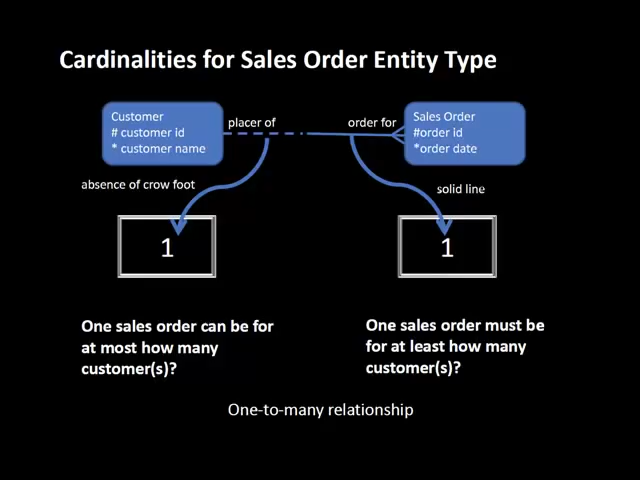 Cardinalities for Sales Order Entity Type
Customer
# customer id
* customer name
placer of
order for
Sales Order
#order id
*order date
absence of crow foot
solid line
1
1
One sales order can be for
at most how many
customer(s)?
One sales order must be
for at least how many
customer(s)?
One-to-many relationship